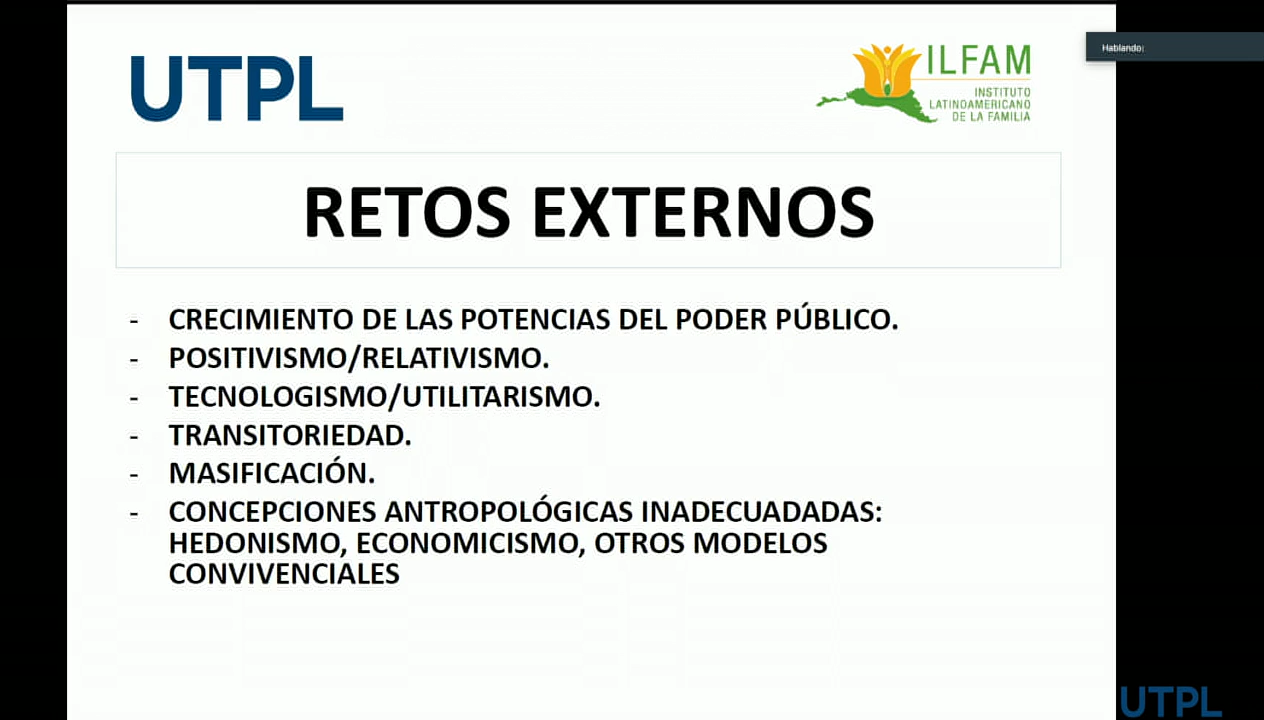 UTPL
ILFAM
INSTITUTO
LATINOAMERICANO
DE LA FAMILIA
Hablando:
RETOS EXTERNOS
- CRECIMIENTO DE LAS POTENCIAS DEL PODER PÚBLICO.
- POSITIVISMO/RELATIVISMO.
- TECNOLOGISMO/UTILITARISMO.
- TRANSITORIEDAD.
- MASIFICACIÓN.
- CONCEPCIONES ANTROPOLÓGICAS INADECUADADAS:
HEDONISMO, ECONOMICISMO, OTROS MODELOS
CONVIVENCIALES
UTPL